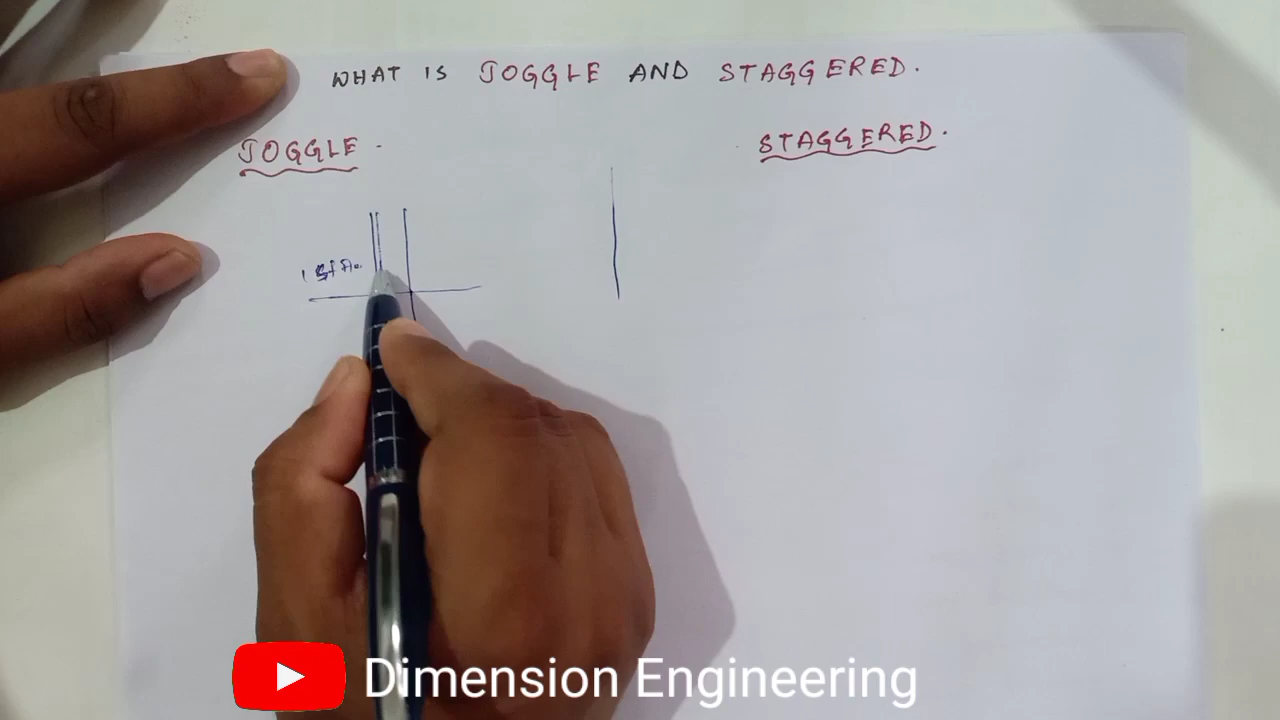 WHAT IS JOGGLE AND STAGGERED.
JOGGLE.
STAGGERED.
Dimension Engineering